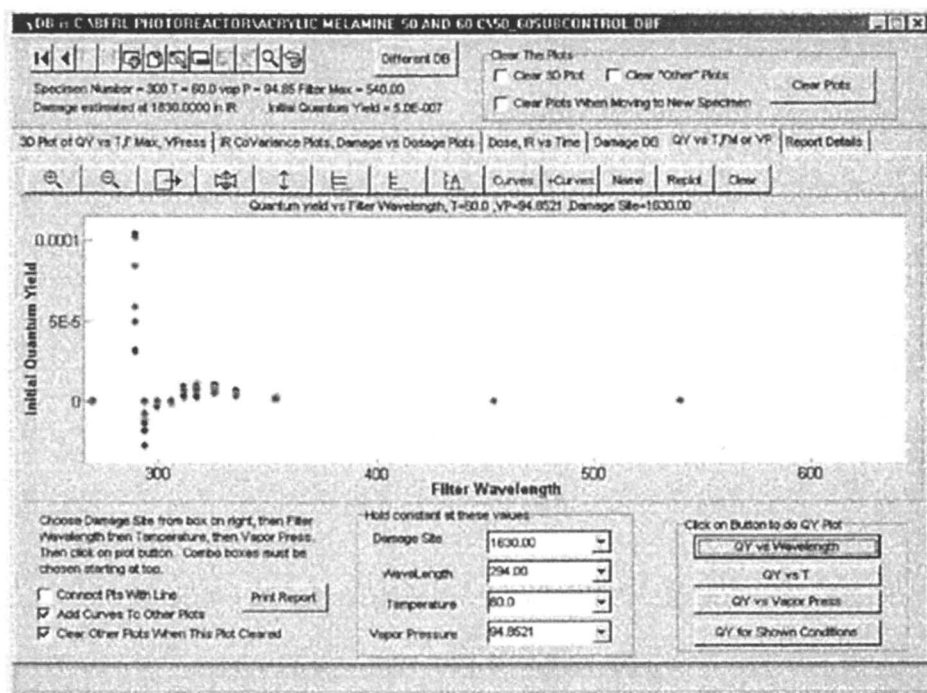 DB is C:\BFRL PHOTOREACTOR\ACRYLIC MELAMINE 50 AND 60 C\50_60SUBCONTROL.DBF
Different DB
Clear The Plots
Clear 3D Plot
Clear "Other" Plots
Clear Plots When Moving to New Specimen
Clear Plots
Specimen Number = 300 T = 60.0 vap P = 94.85 Filter Max = 540.00
Damage estimated at 1630.0000 in IR Initial Quantum Yield = 5.0E-007
3D Plot of QY vs T,F Max, VPress
IR CoVariance Plots, Damage vs Dosage Plots
Dose, IR vs Time
Damage DB
QY vs T,FM or VP
Report Details
Curves
+Curves
Name
Replot
Clear
Quantum yield vs Filter Wavelength, T=60.0 ,VP=94.8521 ,Damage Site=1630.00
Initial Quantum Yield
0.0001
5E-5
0
300 400 500 600
Filter Wavelength
Choose Damage Site from box on right, then Filter
Wavelength then Temperature, then Vapor Press.
Then click on plot button. Combo boxes must be
chosen starting at top.
Connect Pts With Line
Add Curves To Other Plots
Clear Other Plots When This Plot Cleared
Print Report
Hold constant at these values
Damage Site 1630.00
WaveLength 294.00
Temperature 60.0
Vapor Pressure 94.8521
Click on Button to do QY Plot
QY vs Wavelength
QY vs T
QY vs Vapor Press
QY for Shown Conditions